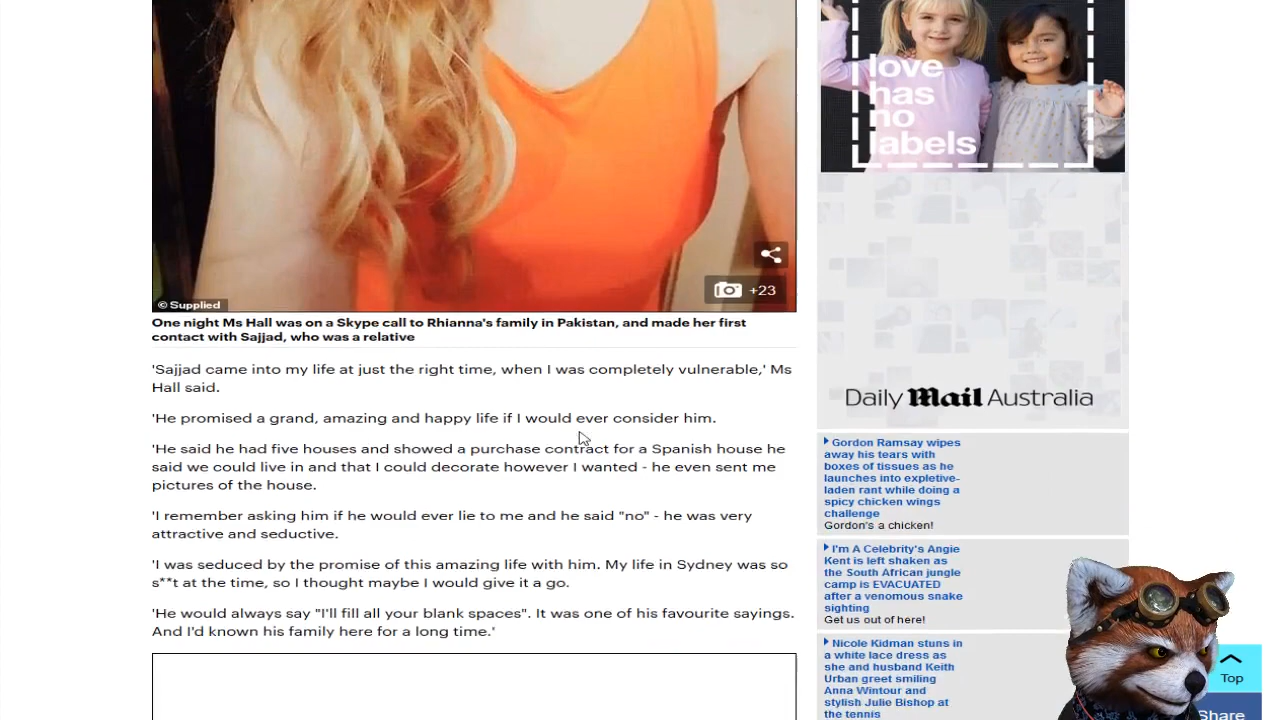 love
has
no
labels
+23
© Supplied
One night Ms Hall was on a Skype call to Rhianna's family in Pakistan, and made her first
contact with Sajjad, who was a relative
'Sajjad came into my life at just the right time, when I was completely vulnerable,' Ms
Hall said.
'He promised a grand, amazing and happy life if I would ever consider him.
'He said he had five houses and showed a purchase contract for a Spanish house he
said we could live in and that I could decorate however I wanted - he even sent me
pictures of the house.
'I remember asking him if he would ever lie to me and he said "no" - he was very
attractive and seductive.
'I was seduced by the promise of this amazing life with him. My life in Sydney was so
s**t at the time, so I thought maybe I would give it a go.
'He would always say "I'll fill all your blank spaces". It was one of his favourite sayings.
And I'd known his family here for a long time.'
Daily Mail Australia
Gordon Ramsay wipes
away his tears with
boxes of tissues as he
launches into expletive-
laden rant while doing a
spicy chicken wings
challenge
Gordon's a chicken!
I'm A Celebrity's Angie
Kent is left shaken as
the South African jungle
camp is EVACUATED
after a venomous snake
sighting
Get us out of here!
Nicole Kidman stuns in
a white lace dress as
she and husband Keith
Urban greet smiling
Anna Wintour and
stylish Julie Bishop at
the tennis
Top
Share